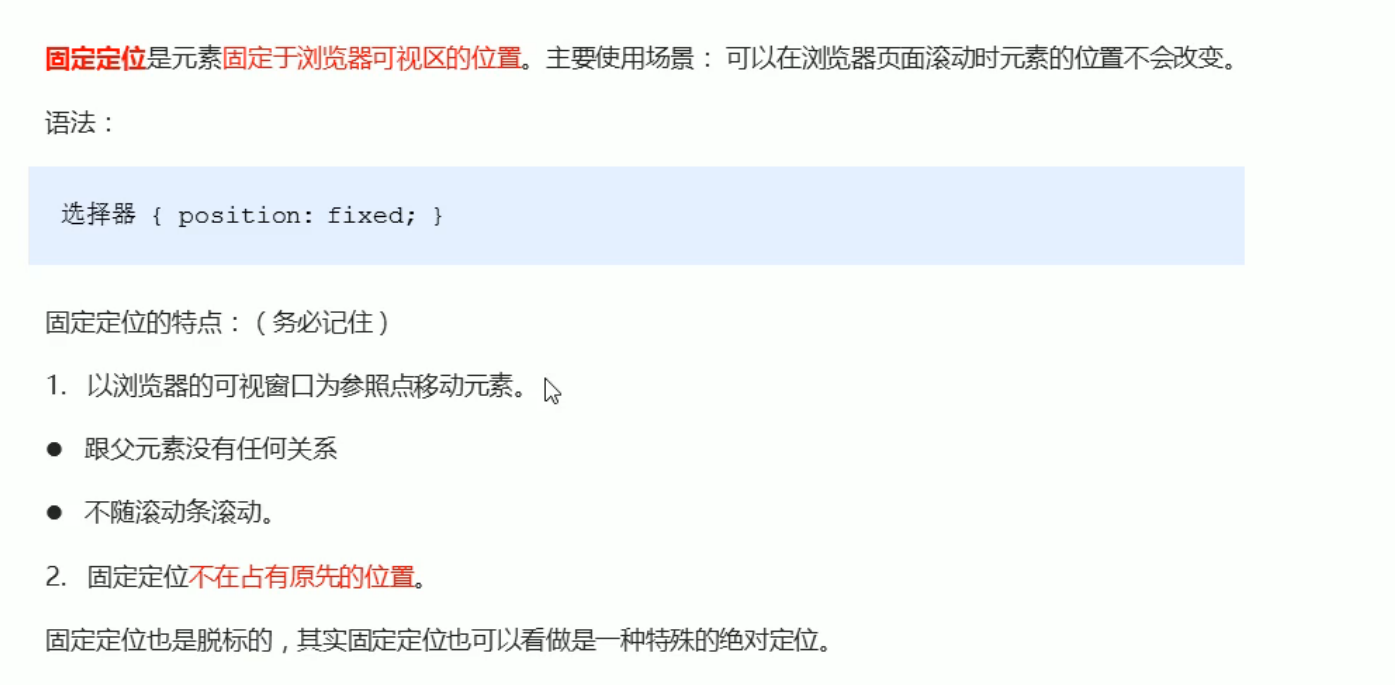 固定定位是元素固定于浏览器可视区的位置。主要使用场景： 可以在浏览器页面滚动时元素的位置不会改变。
语法：
选择器 { position: fixed; }
固定定位的特点：（务必记住）
1. 以浏览器的可视窗口为参照点移动元素。
● 跟父元素没有任何关系
● 不随滚动条滚动。
2. 固定定位不在占有原先的位置。
固定定位也是脱标的，其实固定定位也可以看做是一种特殊的绝对定位。